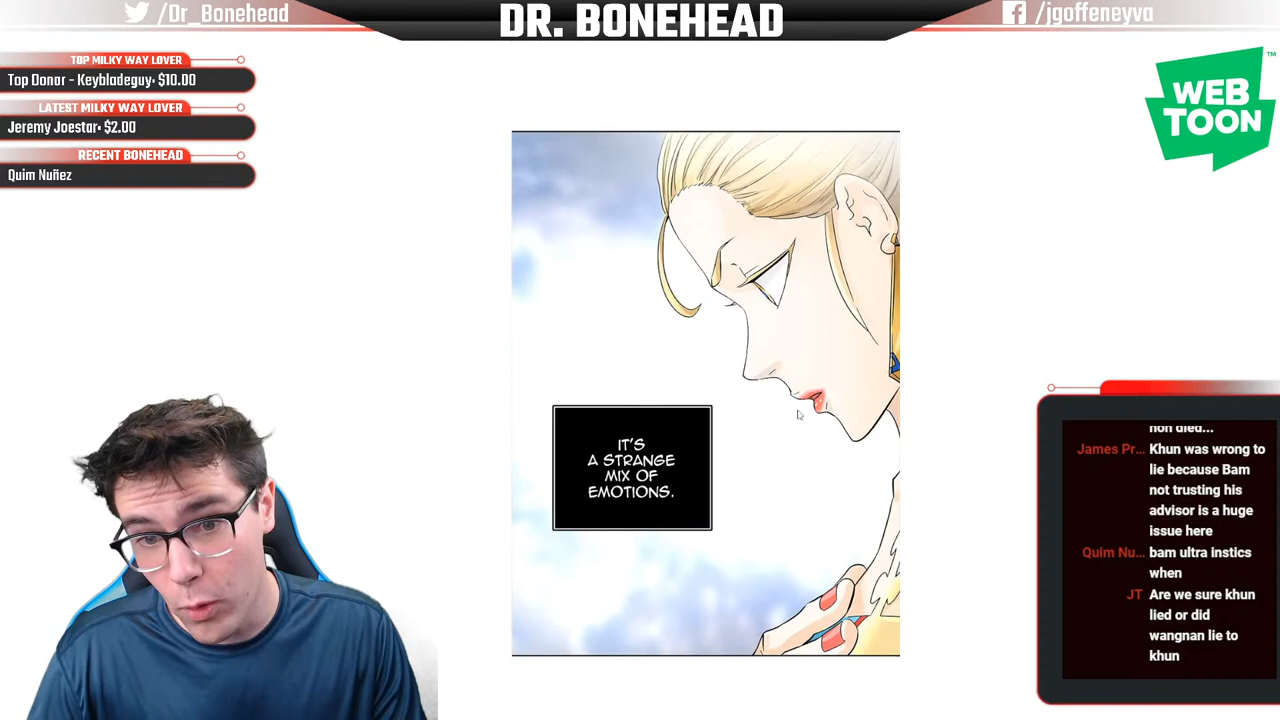 /Dr_Bonehead
DR. BONEHEAD
/jgoffeneyva
TOP MILKY WAY LOVER
Top Donor - Keybladeguy: $10.00
LATEST MILKY WAY LOVER
Jeremy Joestar: $2.00
RECENT BONEHEAD
Quim Nuñez
WEB
TOON
TM
IT'S
A STRANGE
MIX OF
EMOTIONS.
non died...
James Pr... Khun was wrong to
lie because Bam
not trusting his
advisor is a huge
issue here
Quim Nu... bam ultra instics
when
JT Are we sure khun
lied or did
wangnan lie to
khun